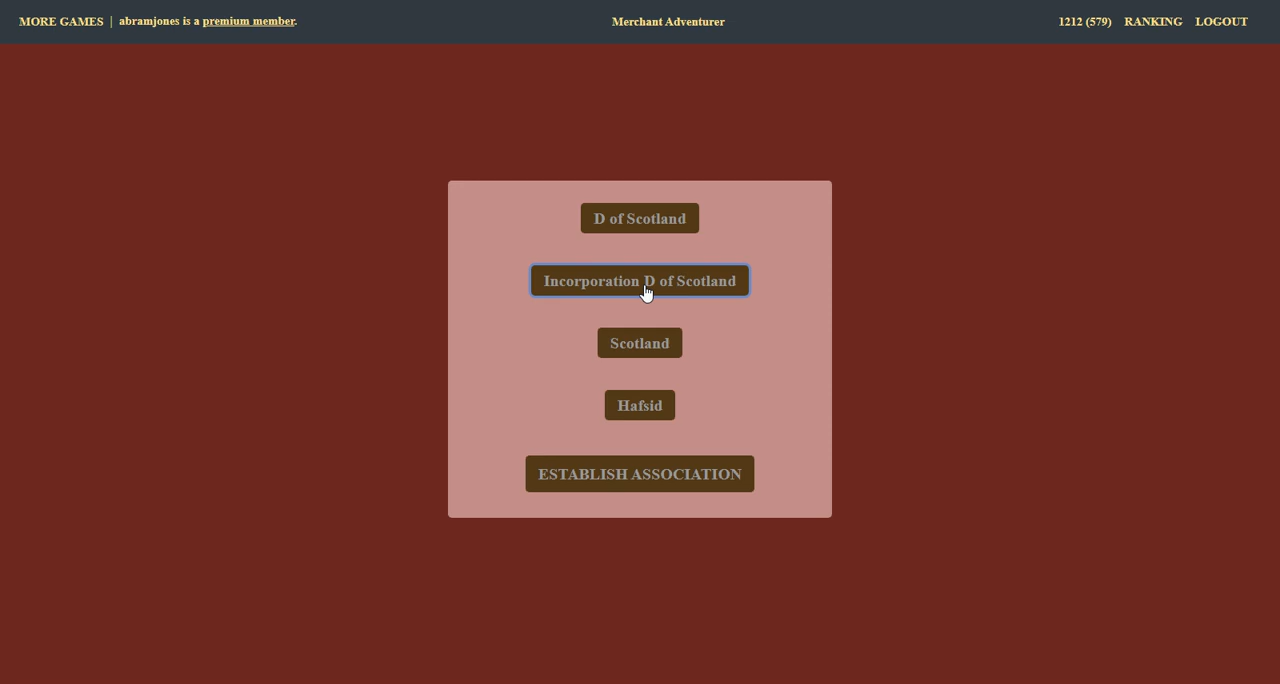 MORE GAMES | abramjones is a premium member.
Merchant Adventurer
1212 (579) RANKING LOGOUT
D of Scotland
Incorporation D of Scotland
Scotland
Hafsid
ESTABLISH ASSOCIATION